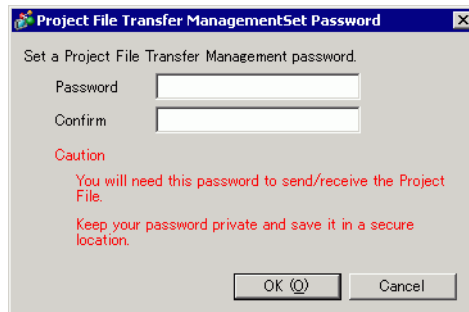 Project File Transfer ManagementSet Password
Set a Project File Transfer Management password.
Password
Confirm
Caution
You will need this password to send/receive the Project
File.
Keep your password private and save it in a secure
location.
OK (O)
Cancel